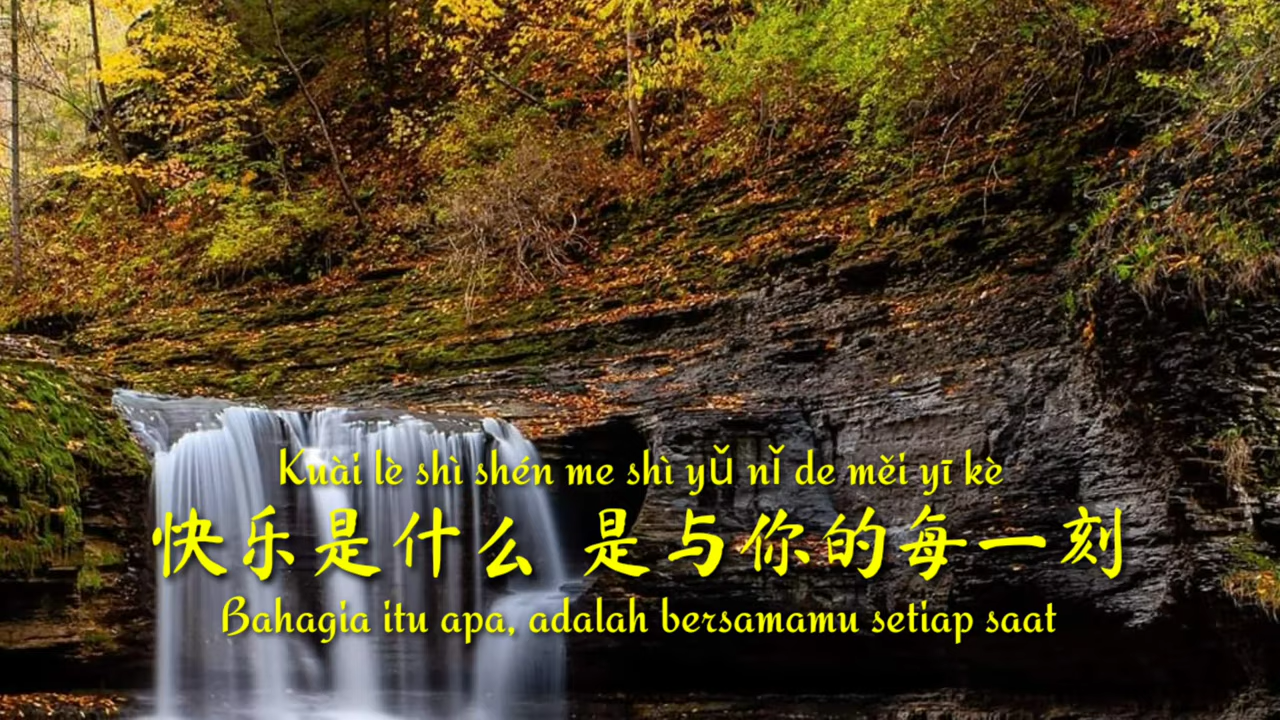 Kuài lè shì shén me shì yǔ nǐ de měi yī kè
快乐是什么 是与你的每一刻
Bahagia itu apa, adalah bersamamu setiap saat